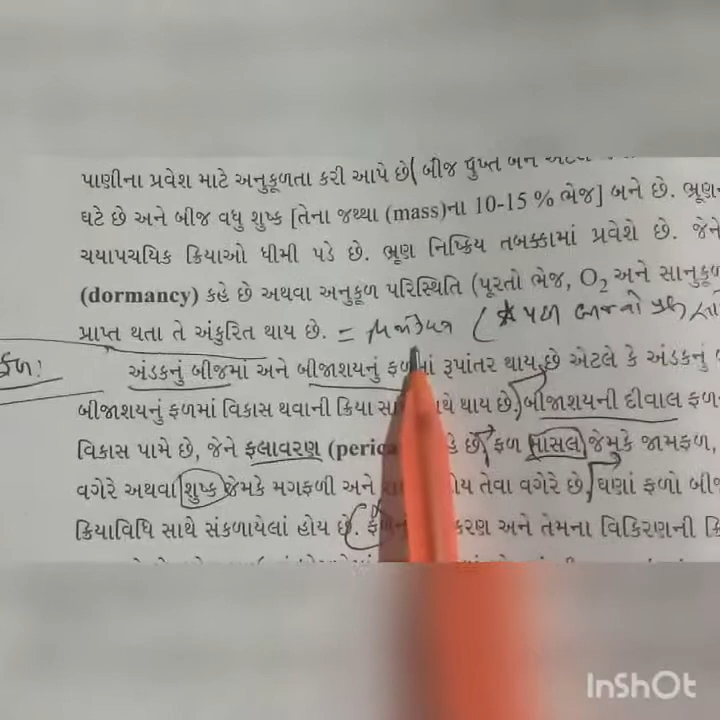 પાણીના પ્રવેશ માટે અનુકૂળતા કરી આપે છે. બીજ પુખ્ત બને
ઘટે છે અને બીજ વધુ શુષ્ક [તેના જથ્થા (mass)ના 10-15 % ભેજ] બને છે. ભ્રૂણ
ચયાપચયિક ક્રિયાઓ ધીમી પડે છે. ભ્રૂણ નિષ્ક્રિય તબક્કામાં પ્રવેશે છે. જેને
(dormancy) કહે છે અથવા અનુકૂળ પરિસ્થિતિ (પૂરતો ભેજ, O₂ અને સાનુકૂળ
પ્રાપ્ત થતા તે અંકુરિત થાય છે. =
ફળ:
અંડકનું બીજમાં અને બીજાશયનું ફળમાં રૂપાંતર થાય છે એટલે કે અંડકનું
બીજાશયનું ફળમાં વિકાસ થવાની ક્રિયા થાય છે. બીજાશયની દીવાલ
વિકાસ પામે છે, જેને ફલાવરણ છે. ફળ માંસલ જેમકે જામફળ,
વગેરે અથવા શુષ્ક જેમકે મગફળી અને હોય તેવા વગેરે છે. ઘણાં ફળો
ક્રિયાવિધિ સાથે સંકળાયેલાં હોય છે. અને તેમના વિકિરણની
InShOt